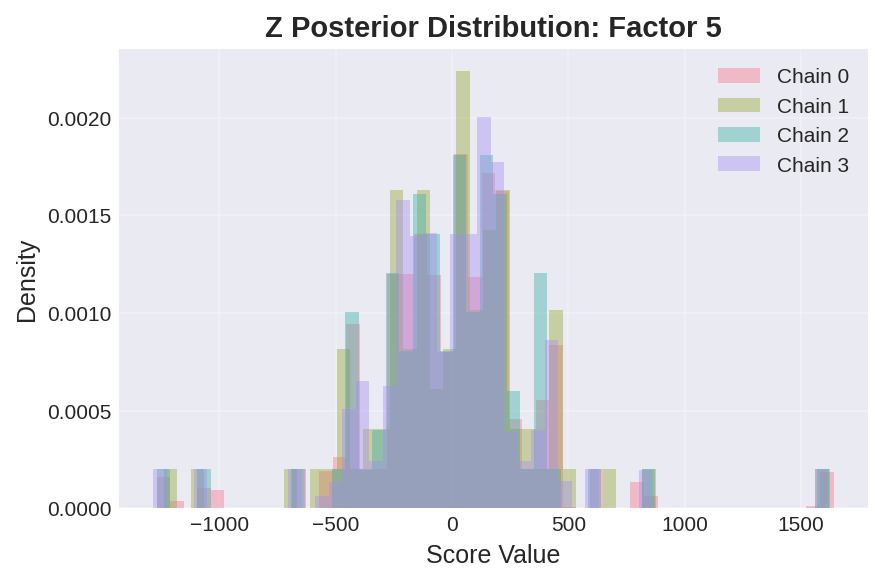 Z Posterior Distribution: Factor 5
Chain 0
Chain 1
Chain 2
Chain 3
0.0020
0.0015
0.0010
0.0005
0.0000
Density
−1000
−500
0
500
1000
1500
Score Value